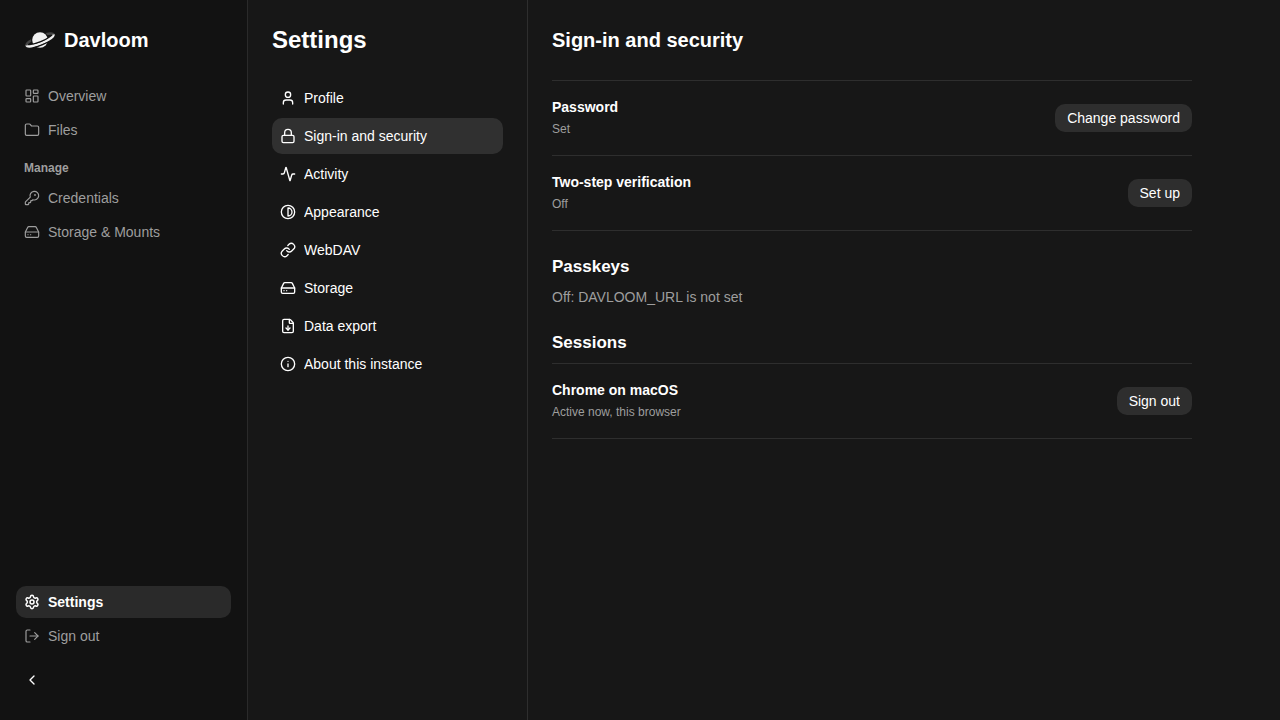 Davloom
Overview
Files
Manage
Credentials
Storage & Mounts
Settings
Sign out
Settings
Profile
Sign-in and security
Activity
Appearance
WebDAV
Storage
Data export
About this instance
Sign-in and security
Password
Set
Change password
Two-step verification
Off
Set up
Passkeys
Off: DAVLOOM_URL is not set
Sessions
Chrome on macOS
Active now, this browser
Sign out